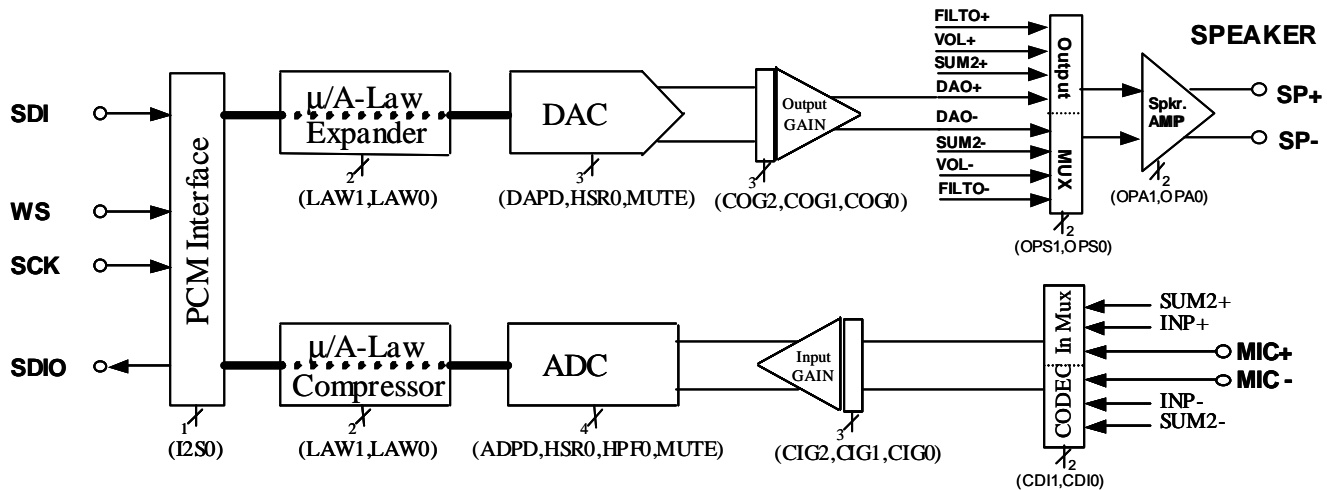 FILTO+
VOL+
SUM2+
DAO+
DAO-
SUM2-
VOL-
FILTO-
Output
MUX
2
(OPS1,OPS0)
SPEAKER
Spkr.
AMP
2
(OPA1,OPA0)
SP+
SP-
SDI
WS
SCK
SDIO
PCM Interface
1
(I2S0)
μ/A-Law
Expander
2
(LAW1,LAW0)
DAC
3
(DAPD,HSR0,MUTE)
Output
GAIN
3
(COG2,COG1,COG0)
μ/A-Law
Compressor
2
(LAW1,LAW0)
ADC
4
(ADPD,HSR0,HPF0,MUTE)
Input
GAIN
3
(CIG2,CIG1,CIG0)
CODEC In Mux
2
(CDI1,CDI0)
SUM2+
INP+
MIC+
MIC -
INP-
SUM2-